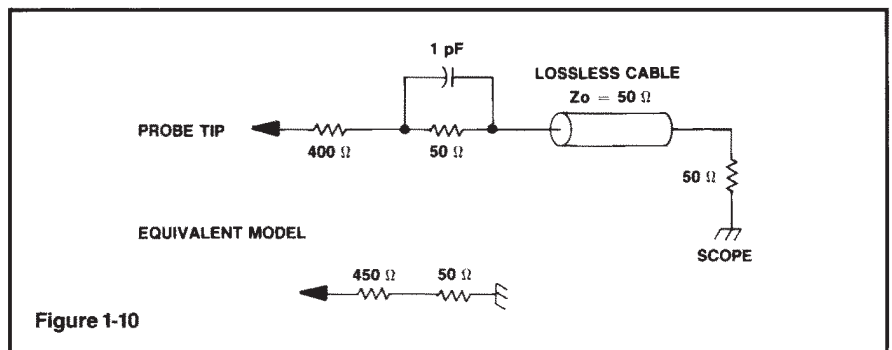 1 pF
LOSSLESS CABLE
Zo = 50 Ω
PROBE TIP
400 Ω
50 Ω
50 Ω
SCOPE
EQUIVALENT MODEL
450 Ω
50 Ω
Figure 1-10